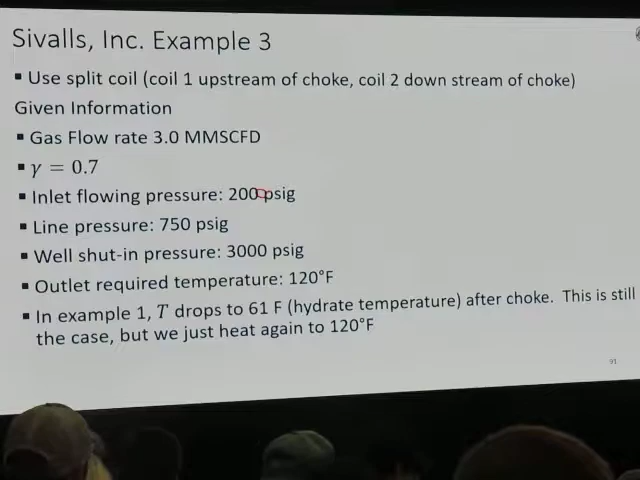 Sivalls, Inc. Example 3
▪ Use split coil (coil 1 upstream of choke, coil 2 down stream of choke)
Given Information
▪ Gas Flow rate 3.0 MMSCFD
▪ γ = 0.7
▪ Inlet flowing pressure: 2000psig
▪ Line pressure: 750 psig
▪ Well shut-in pressure: 3000 psig
▪ Outlet required temperature: 120°F
▪ In example 1, T drops to 61 F (hydrate temperature) after choke. This is still
the case, but we just heat again to 120°F
91